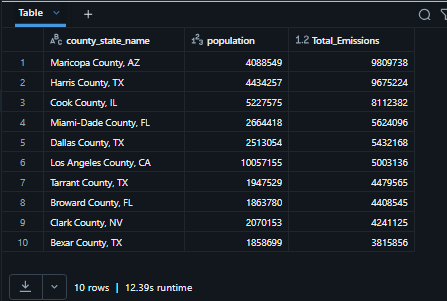 Table
county_state_name population Total_Emissions
1 Maricopa County, AZ 4088549 9809738
2 Harris County, TX 4434257 9675224
3 Cook County, IL 5227575 8112382
4 Miami-Dade County, FL 2664418 5624096
5 Dallas County, TX 2513054 5432168
6 Los Angeles County, CA 10057155 5003136
7 Tarrant County, TX 1947529 4479565
8 Broward County, FL 1863780 4408545
9 Clark County, NV 2070153 4241125
10 Bexar County, TX 1858699 3815856
10 rows | 12.39s runtime